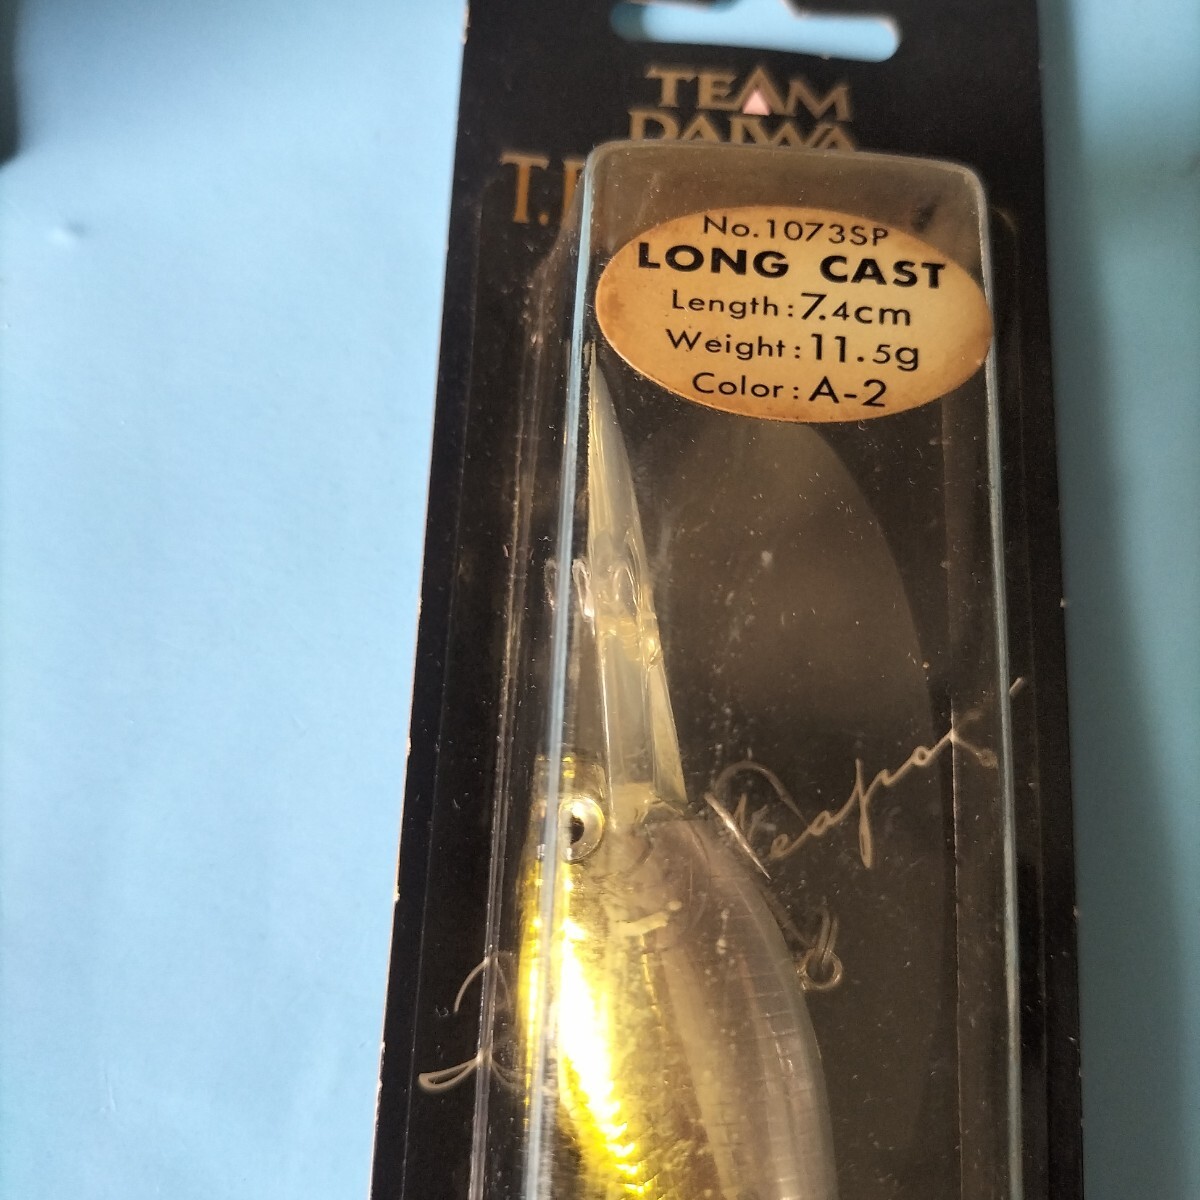 TEAM
DAIWA
No.1073SP
LONG CAST
Length:7.4cm
Weight:11.5g
Color:A-2